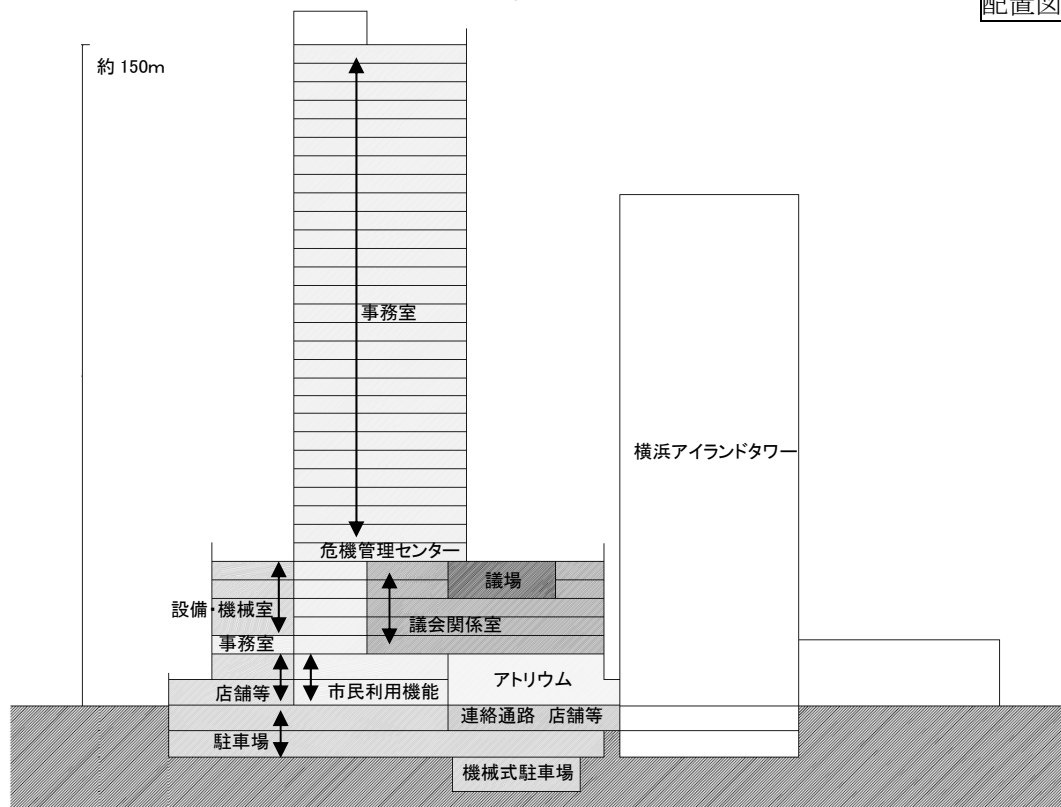 配置図
約 150m
事務室
横浜アイランドタワー
危機管理センター
議場
設備・機械室
議会関係室
事務室
アトリウム
店舗等
市民利用機能
連絡通路 店舗等
駐車場
機械式駐車場